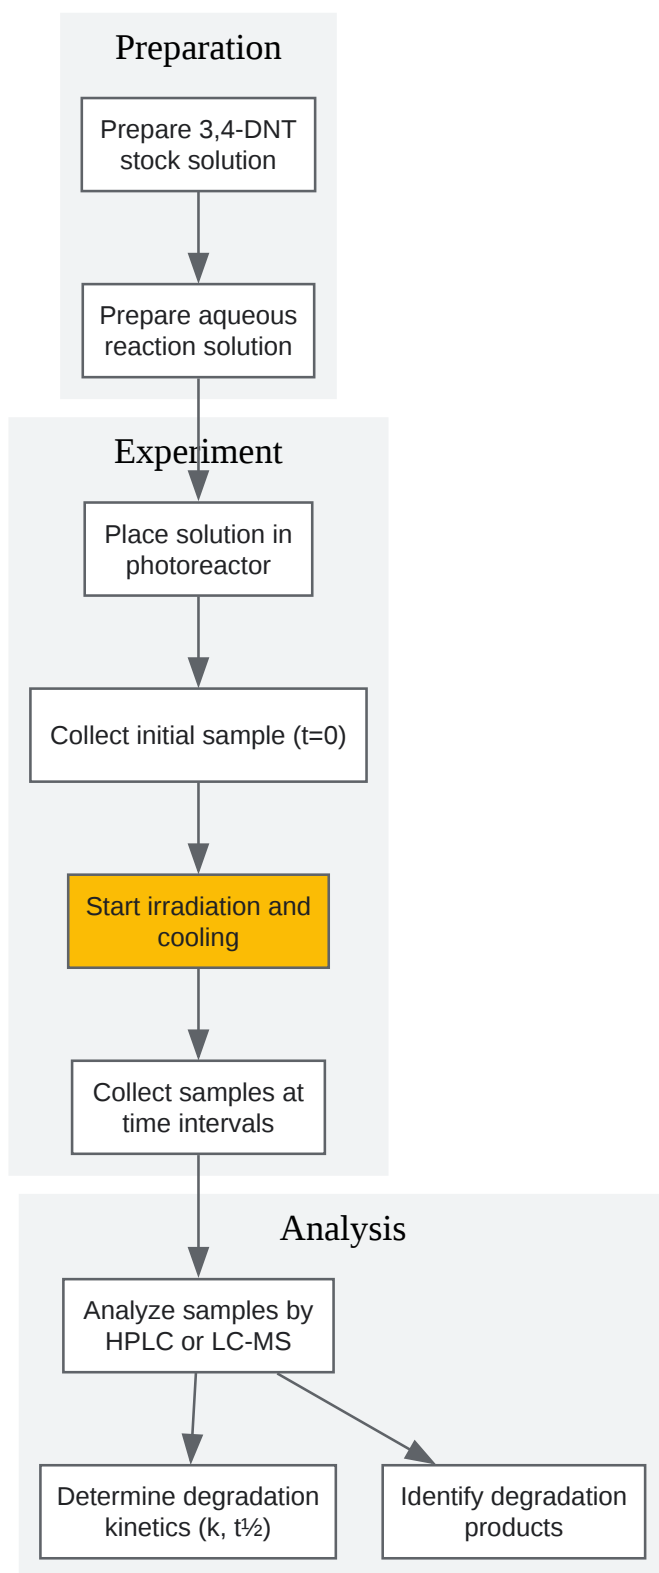 Preparation
Prepare 3,4-DNT
stock solution
Prepare aqueous
reaction solution
Experiment
Place solution in
photoreactor
Collect initial sample (t=0)
Start irradiation and
cooling
Collect samples at
time intervals
Analysis
Analyze samples by
HPLC or LC-MS
Determine degradation
kinetics (k, t½)
Identify degradation
products